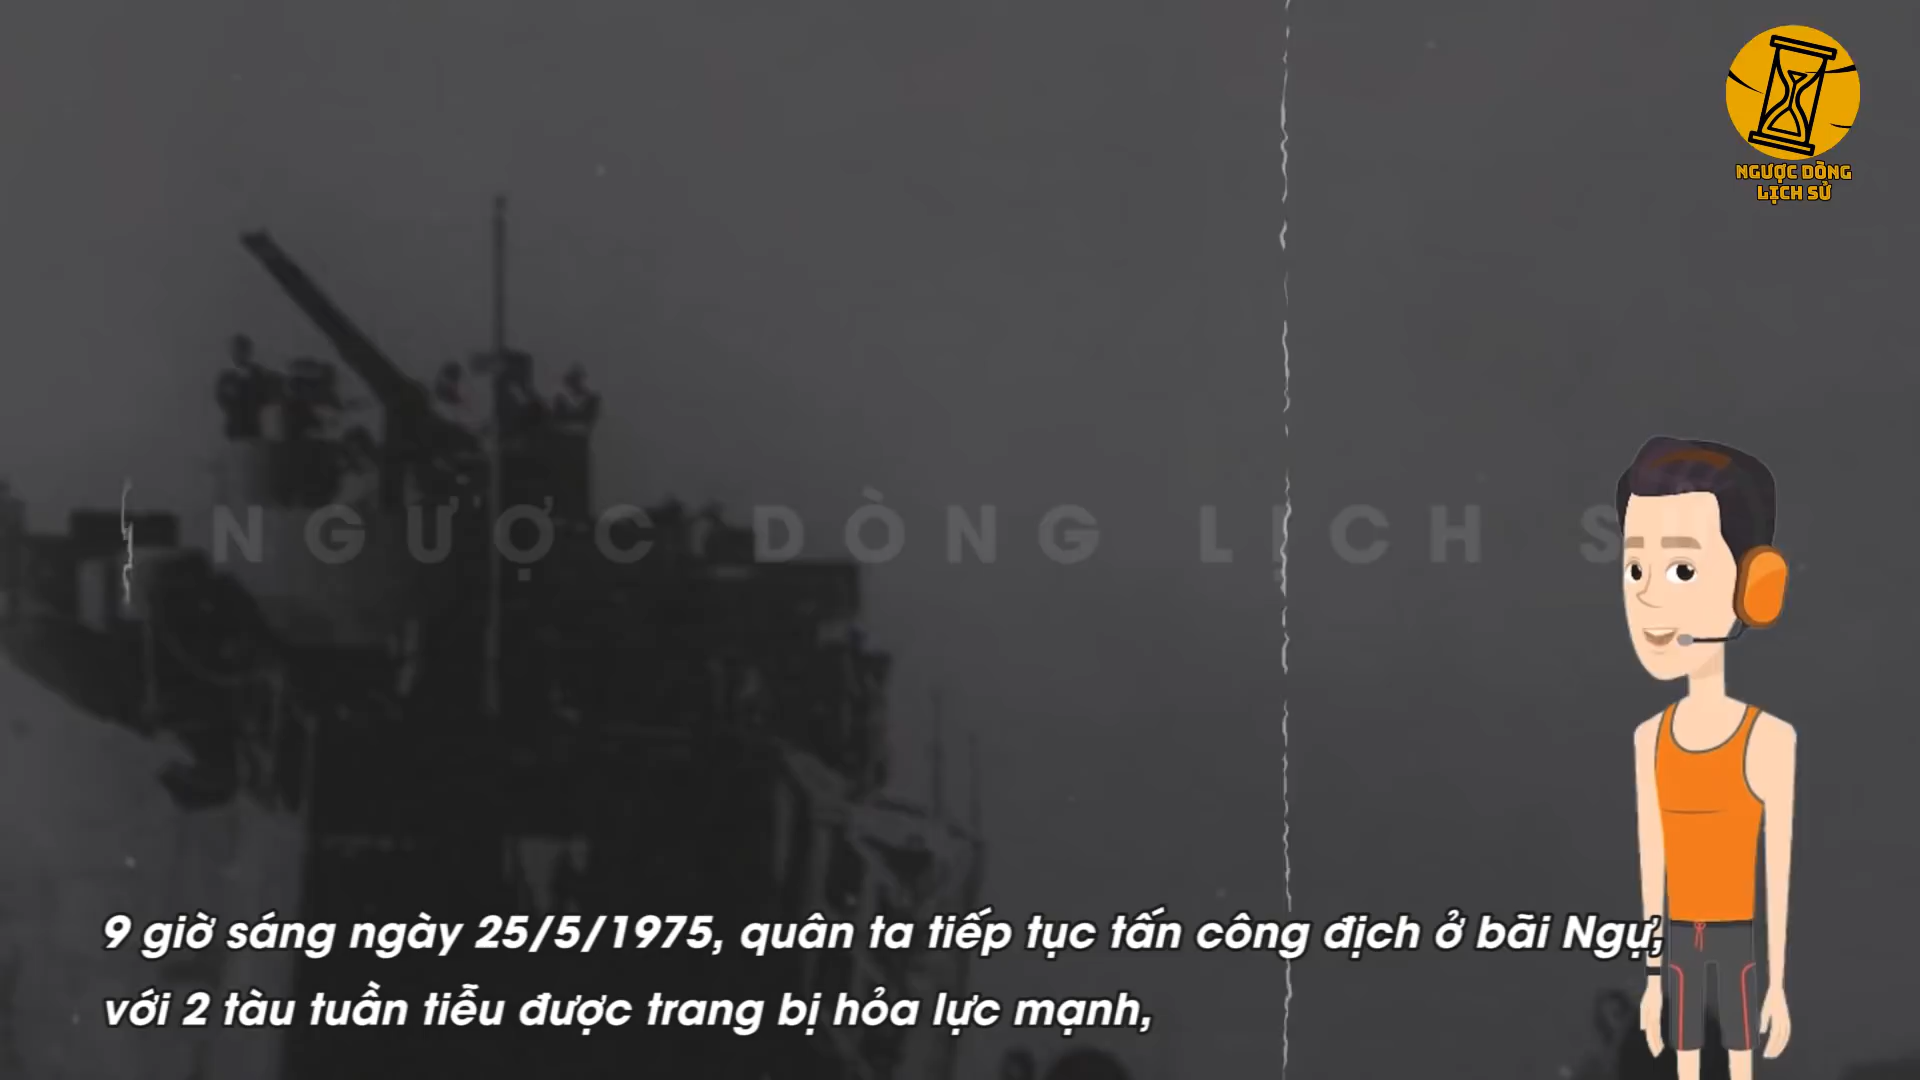 NGƯỢC DÒNG
LỊCH SỬ
NGƯỢC DÒNG LỊCH SỬ
9 giờ sáng ngày 25/5/1975, quân ta tiếp tục tấn công địch ở bãi Ngự,
với 2 tàu tuần tiễu được trang bị hỏa lực mạnh,